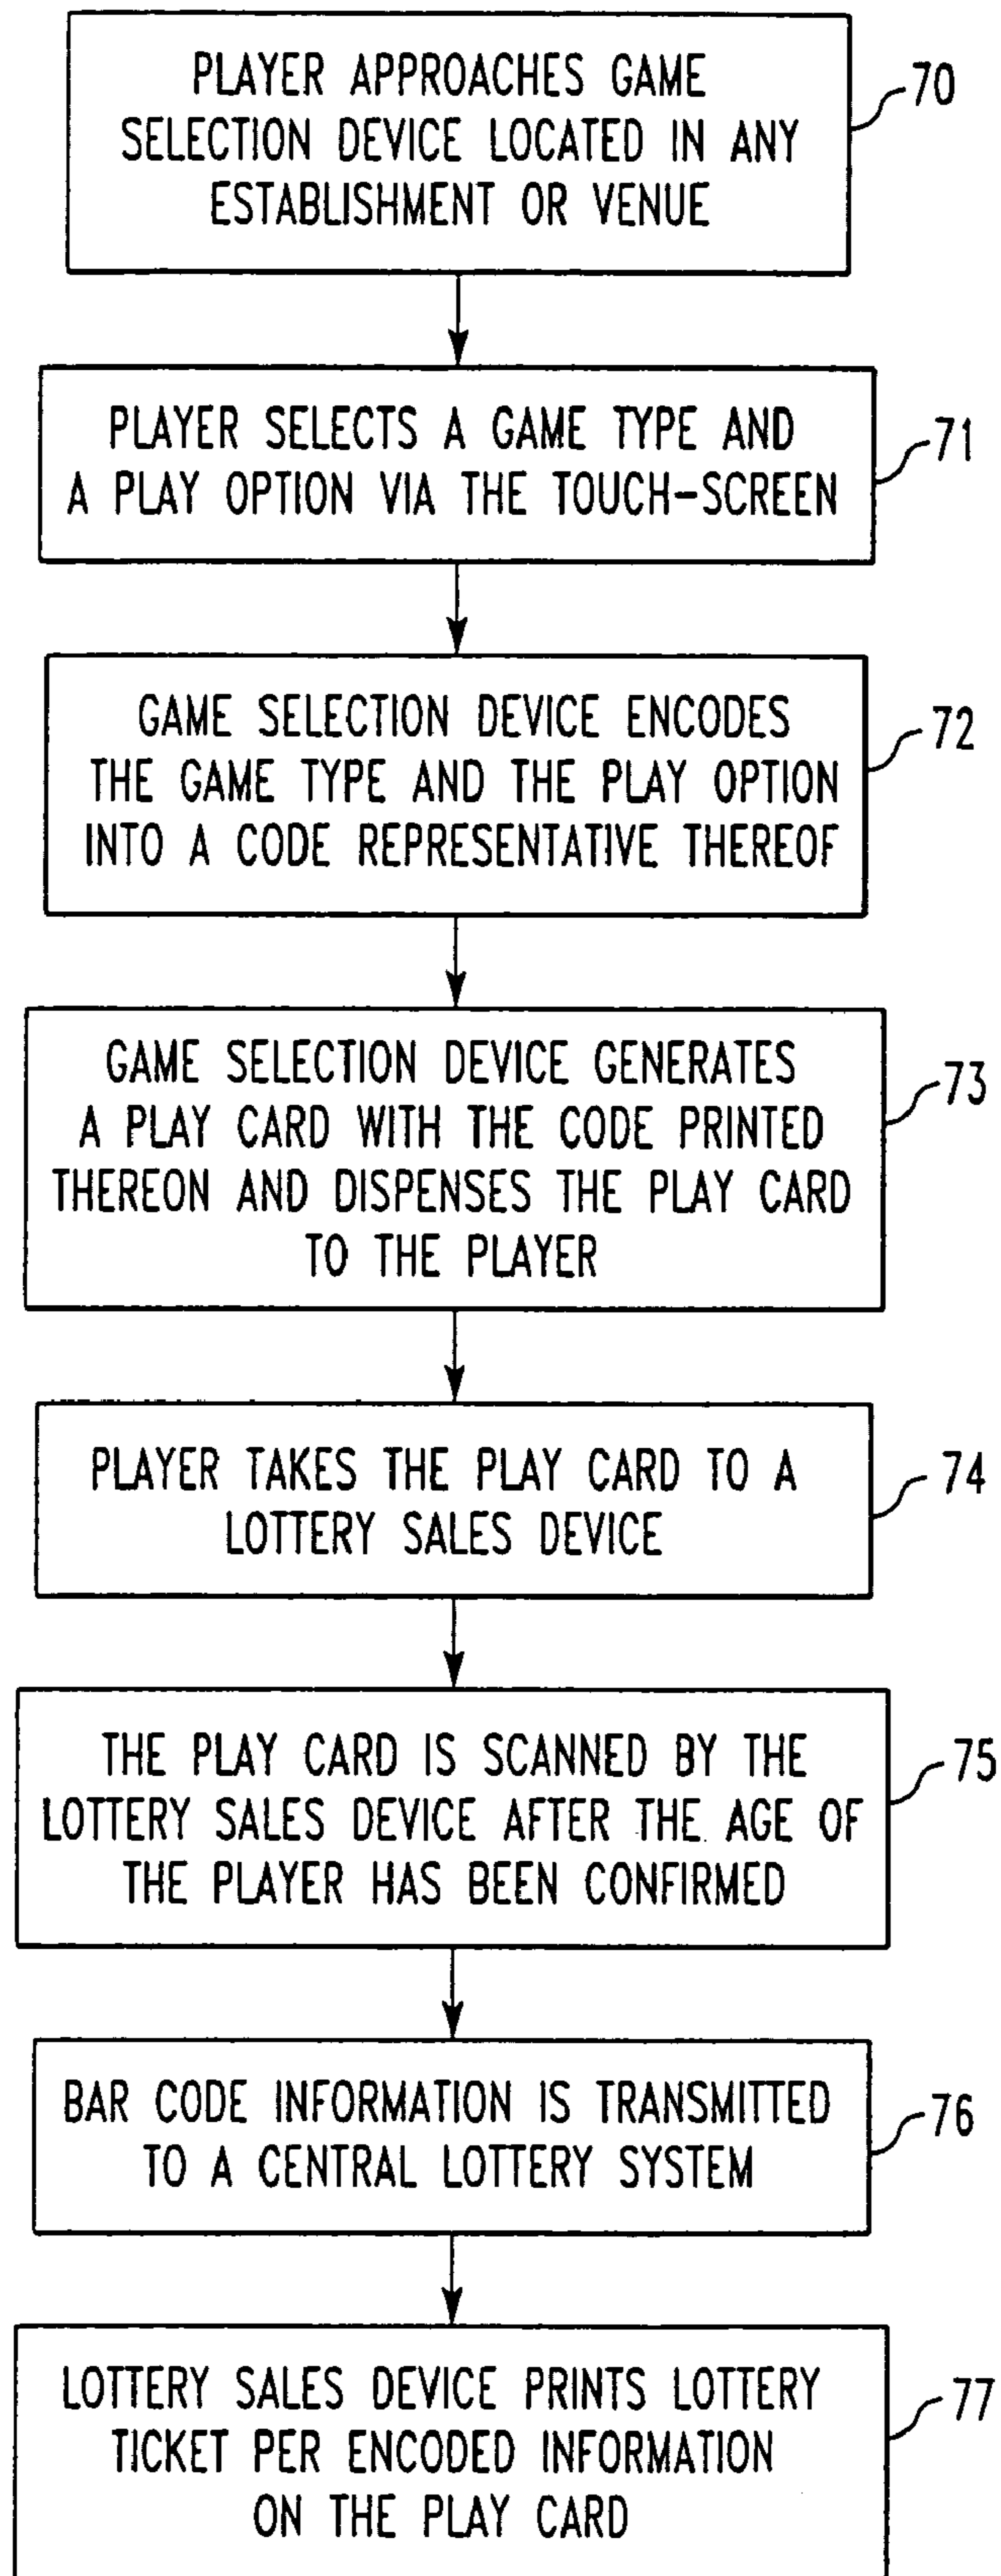 PLAYER APPROACHES GAME
SELECTION DEVICE LOCATED IN ANY
ESTABLISHMENT OR VENUE
70
PLAYER SELECTS A GAME TYPE AND
A PLAY OPTION VIA THE TOUCH-SCREEN
71
GAME SELECTION DEVICE ENCODES
THE GAME TYPE AND THE PLAY OPTION
INTO A CODE REPRESENTATIVE THEREOF
72
GAME SELECTION DEVICE GENERATES
A PLAY CARD WITH THE CODE PRINTED
THEREON AND DISPENSES THE PLAY CARD
TO THE PLAYER
73
PLAYER TAKES THE PLAY CARD TO A
LOTTERY SALES DEVICE
74
THE PLAY CARD IS SCANNED BY THE
LOTTERY SALES DEVICE AFTER THE AGE OF
THE PLAYER HAS BEEN CONFIRMED
75
BAR CODE INFORMATION IS TRANSMITTED
TO A CENTRAL LOTTERY SYSTEM
76
LOTTERY SALES DEVICE PRINTS LOTTERY
TICKET PER ENCODED INFORMATION
ON THE PLAY CARD
77